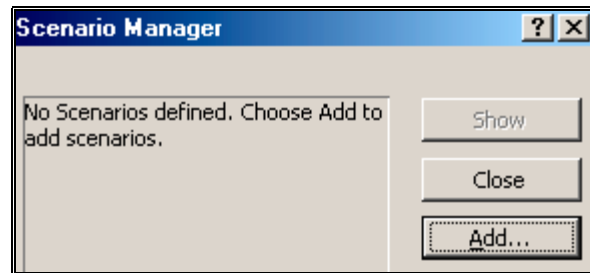 Scenario Manager
No Scenarios defined. Choose Add to
add scenarios.
Show
Close
Add...